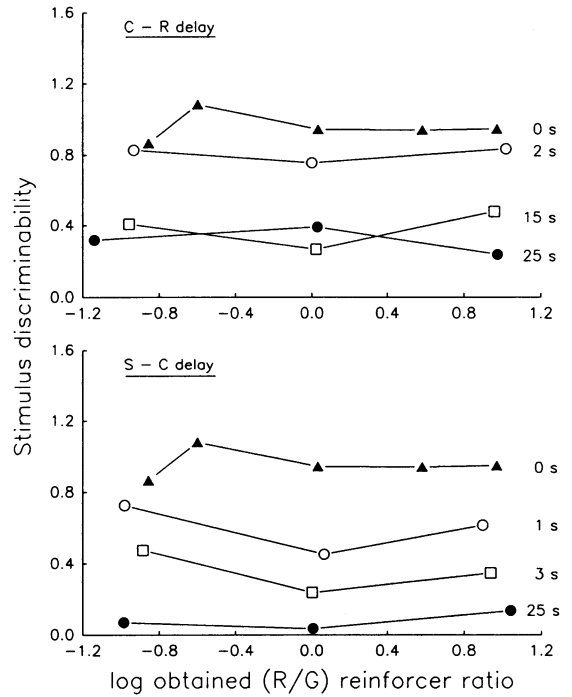 1.6
C – R delay
1.2
0 s
0.8
2 s
15 s
0.4
25 s
0.0
−1.2 −0.8 −0.4 0.0 0.4 0.8 1.2
Stimulus discriminability
1.6
S – C delay
1.2
0 s
0.8
1 s
0.4
3 s
25 s
0.0
−1.2 −0.8 −0.4 0.0 0.4 0.8 1.2
log obtained (R/G) reinforcer ratio